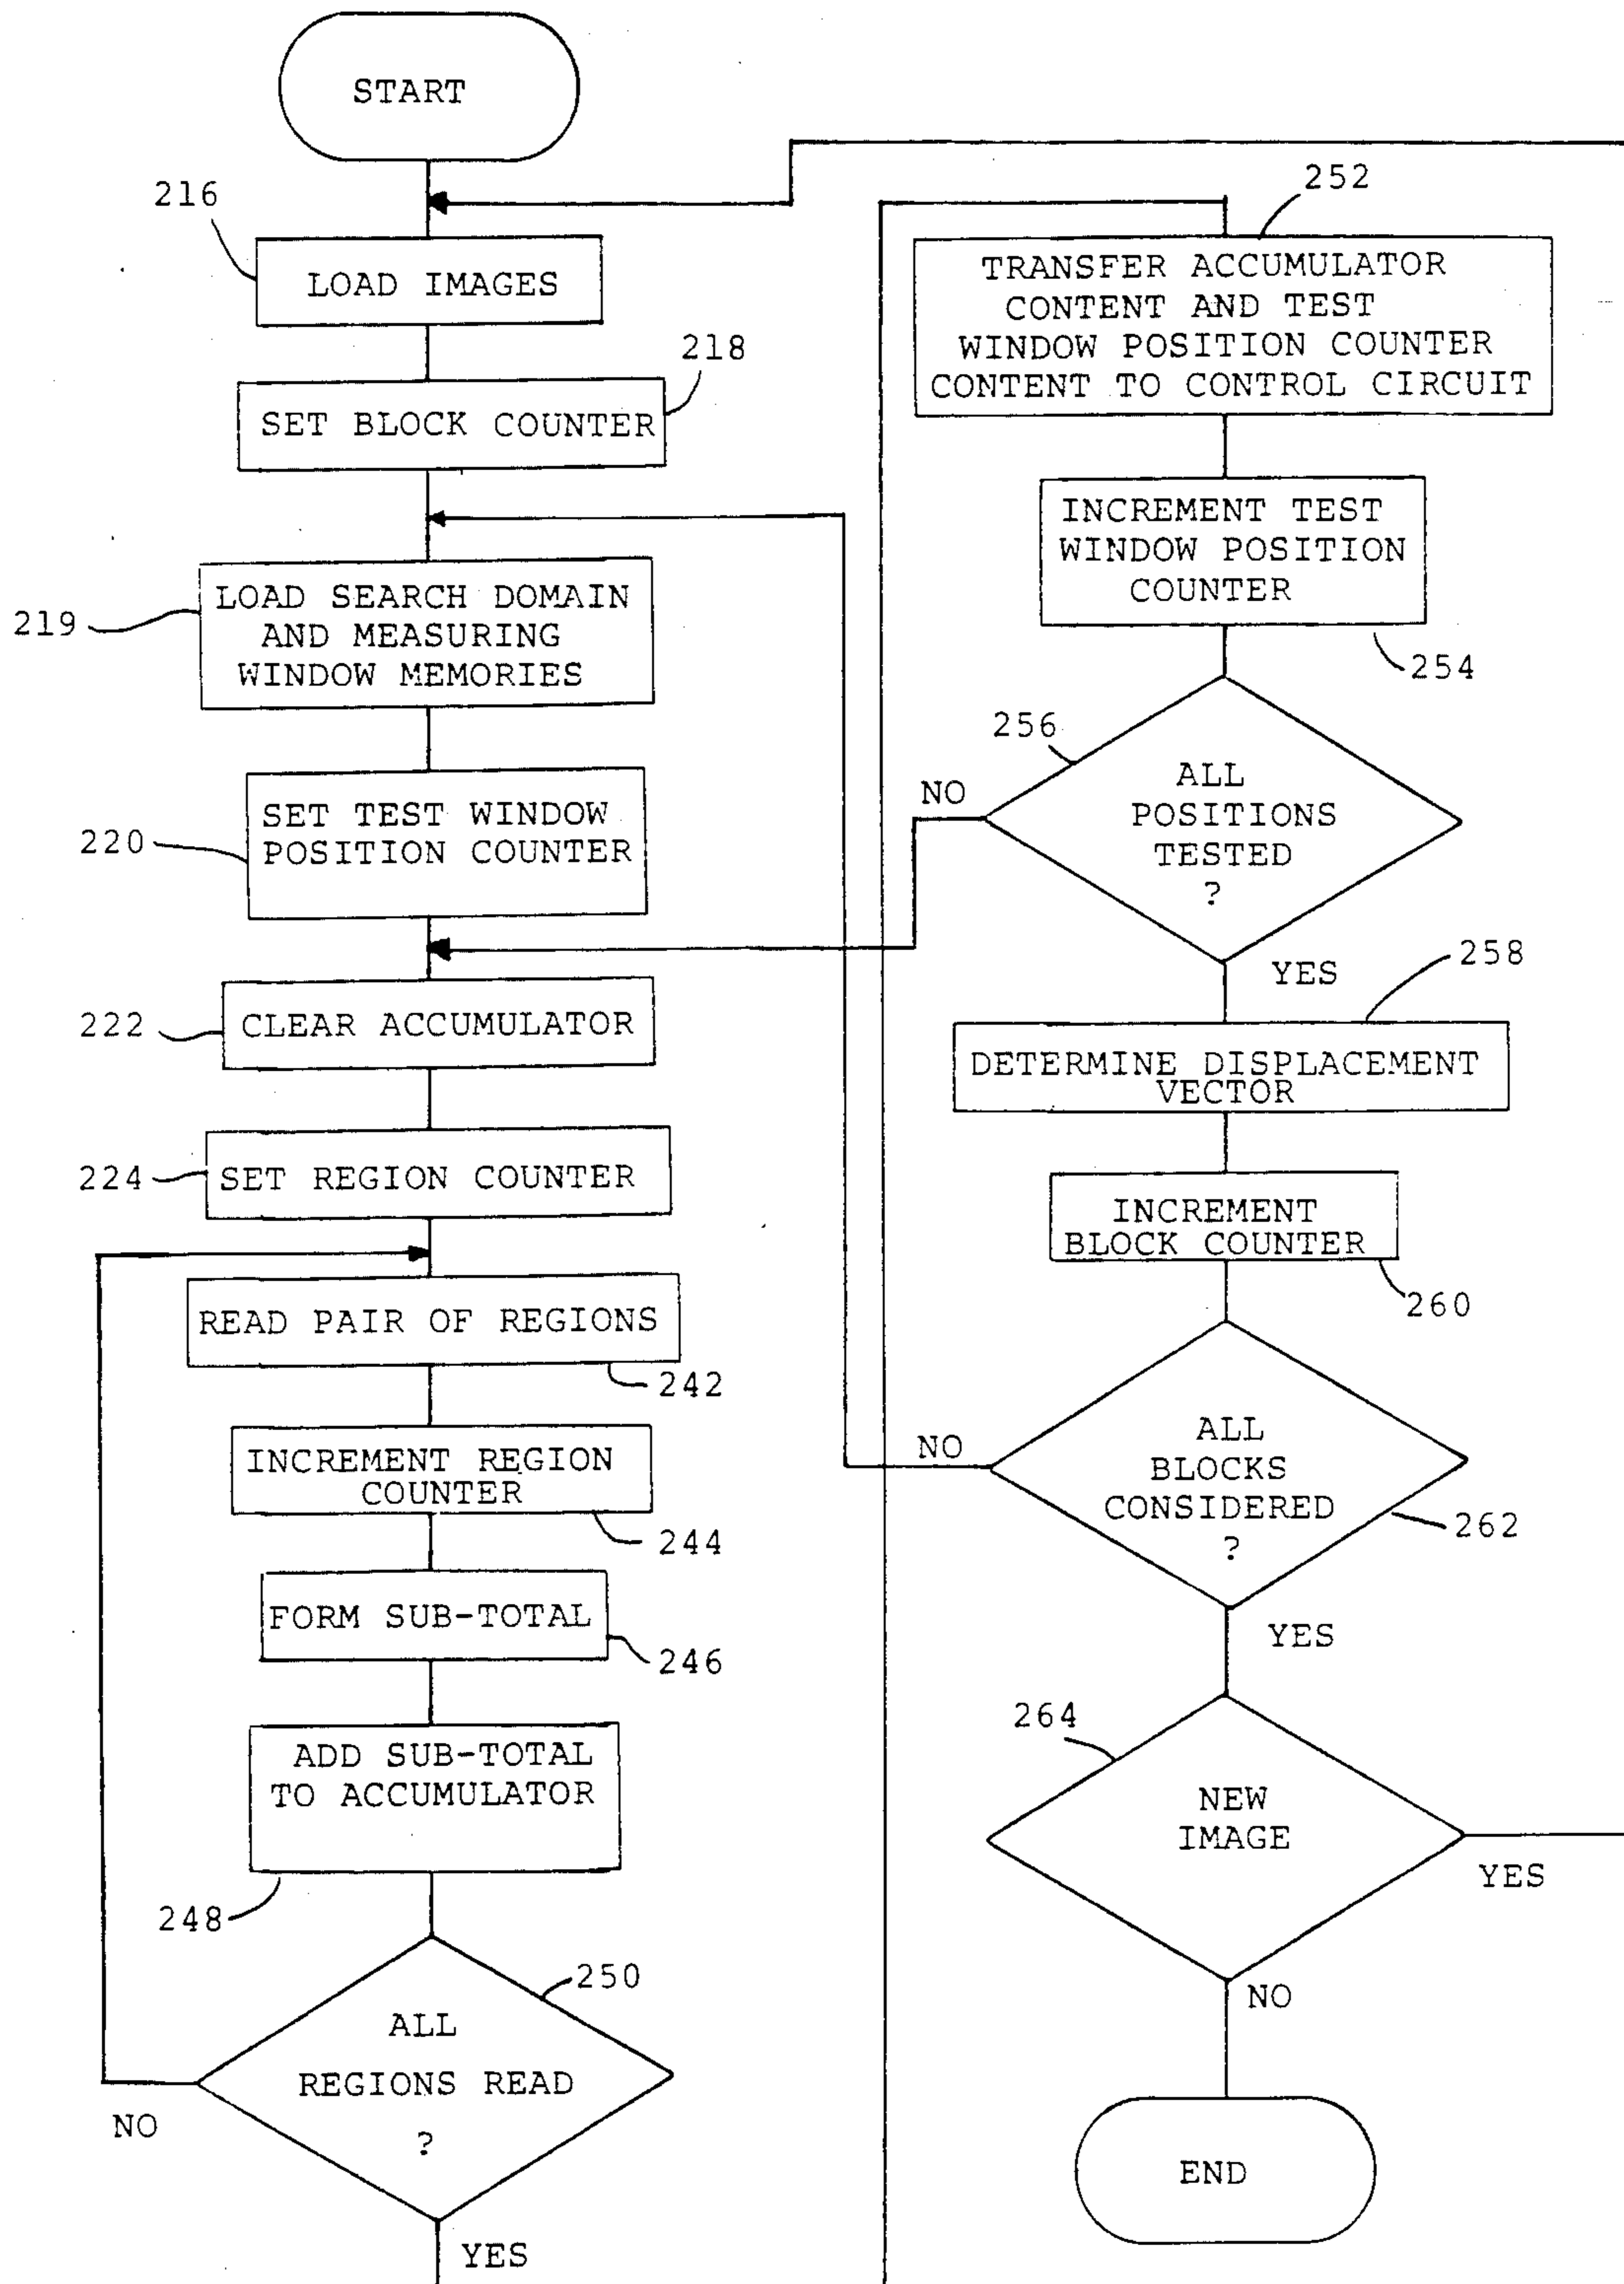 START
216
LOAD IMAGES
218
SET BLOCK COUNTER
219
LOAD SEARCH DOMAIN
AND MEASURING
WINDOW MEMORIES
220
SET TEST WINDOW
POSITION COUNTER
222
CLEAR ACCUMULATOR
224
SET REGION COUNTER
READ PAIR OF REGIONS
242
INCREMENT REGION
COUNTER
244
FORM SUB-TOTAL
246
ADD SUB-TOTAL
TO ACCUMULATOR
248
250
ALL
REGIONS READ
?
NO
YES
252
TRANSFER ACCUMULATOR
CONTENT AND TEST
WINDOW POSITION COUNTER
CONTENT TO CONTROL CIRCUIT
INCREMENT TEST
WINDOW POSITION
COUNTER
254
256
NO
ALL
POSITIONS
TESTED
?
YES
258
DETERMINE DISPLACEMENT
VECTOR
INCREMENT
BLOCK COUNTER
260
NO
ALL
BLOCKS
CONSIDERED
?
262
YES
264
NEW
IMAGE
YES
NO
END